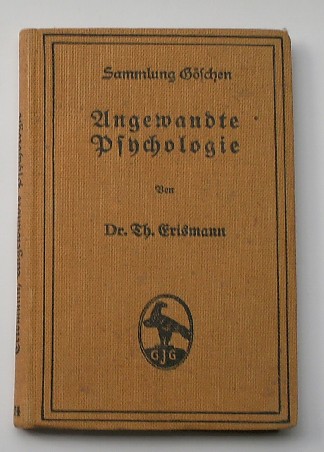 Sammlung Göschen
Angewandte
Psychologie
Von
Dr. Th. Erismann
GJG